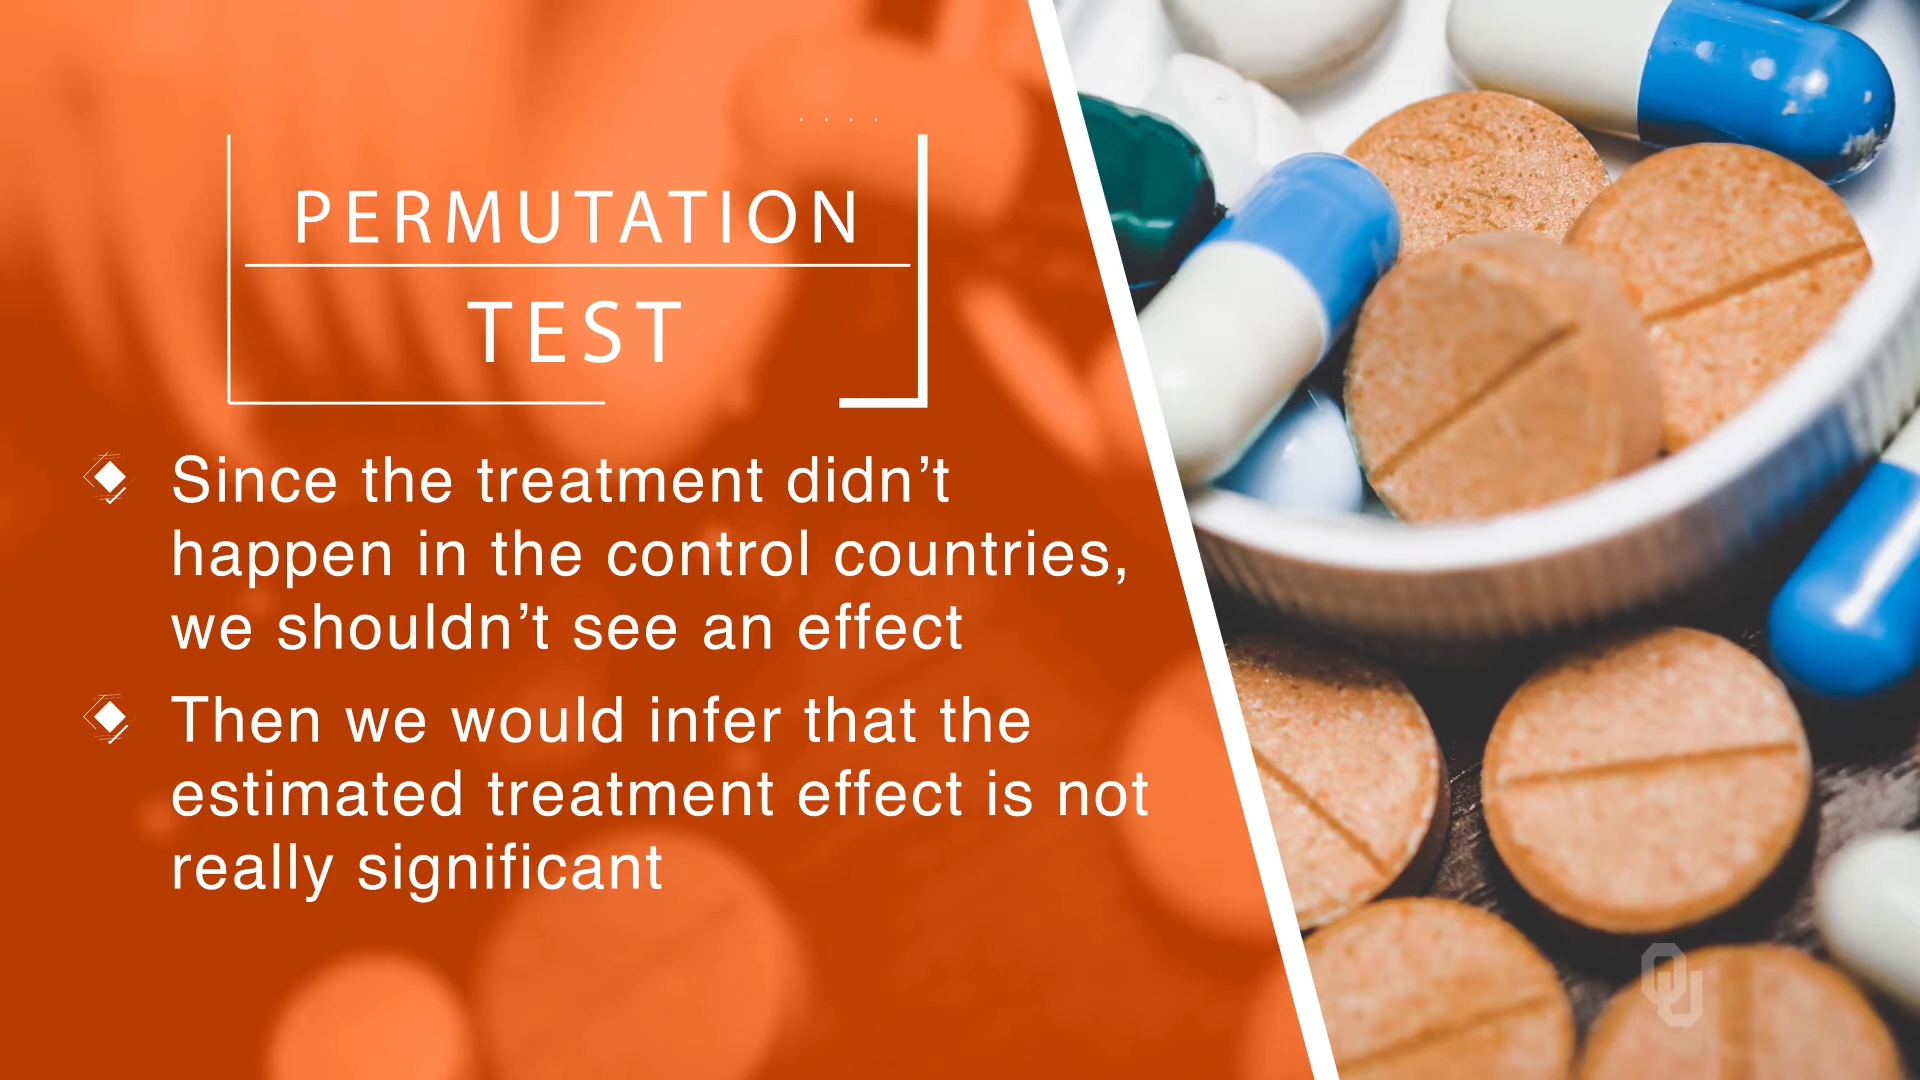 PERMUTATION
TEST
Since the treatment didn’t
happen in the control countries,
we shouldn’t see an effect
Then we would infer that the
estimated treatment effect is not
really significant
OU